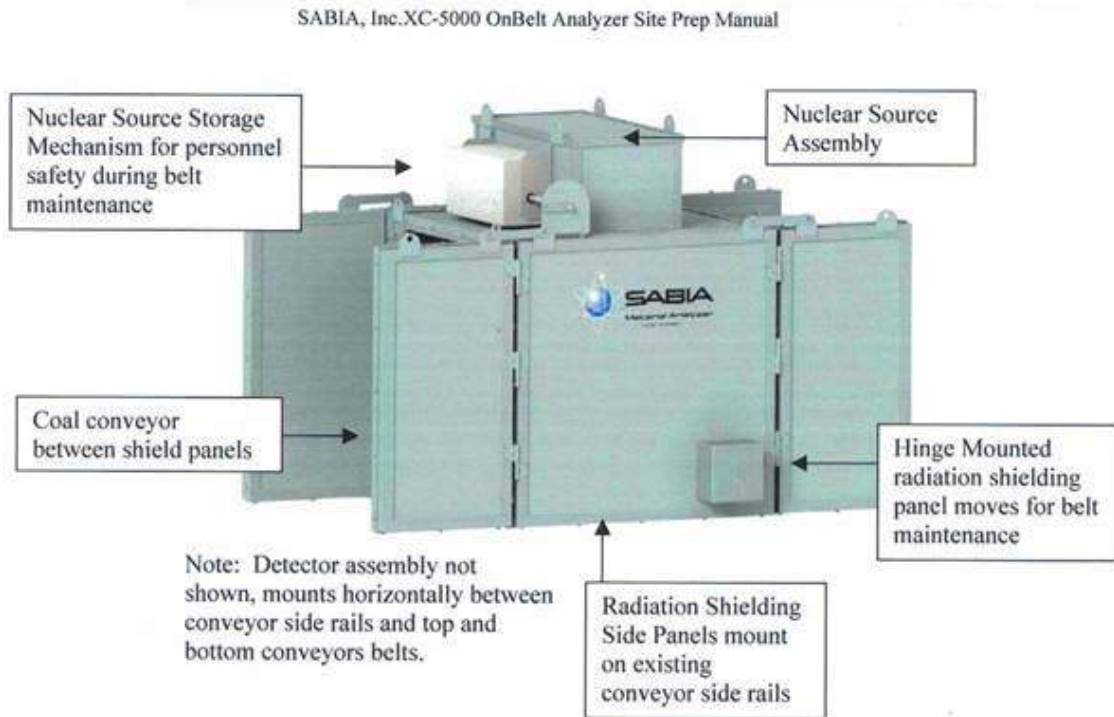 SABIA, Inc.XC-5000 OnBelt Analyzer Site Prep Manual
Nuclear Source Storage
Mechanism for personnel
safety during belt
maintenance
Nuclear Source
Assembly
SABIA
Material Analyzer
Coal conveyor
between shield panels
Hinge Mounted
radiation shielding
panel moves for belt
maintenance
Note: Detector assembly not
shown, mounts horizontally between
conveyor side rails and top and
bottom conveyors belts.
Radiation Shielding
Side Panels mount
on existing
conveyor side rails